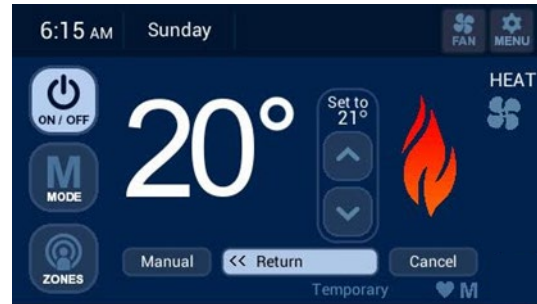 6:15 AM Sunday
FAN
MENU
HEAT
ON / OFF
20°
Set to
21°
M
MODE
ZONES
Manual
<< Return
Cancel
Temporary
M